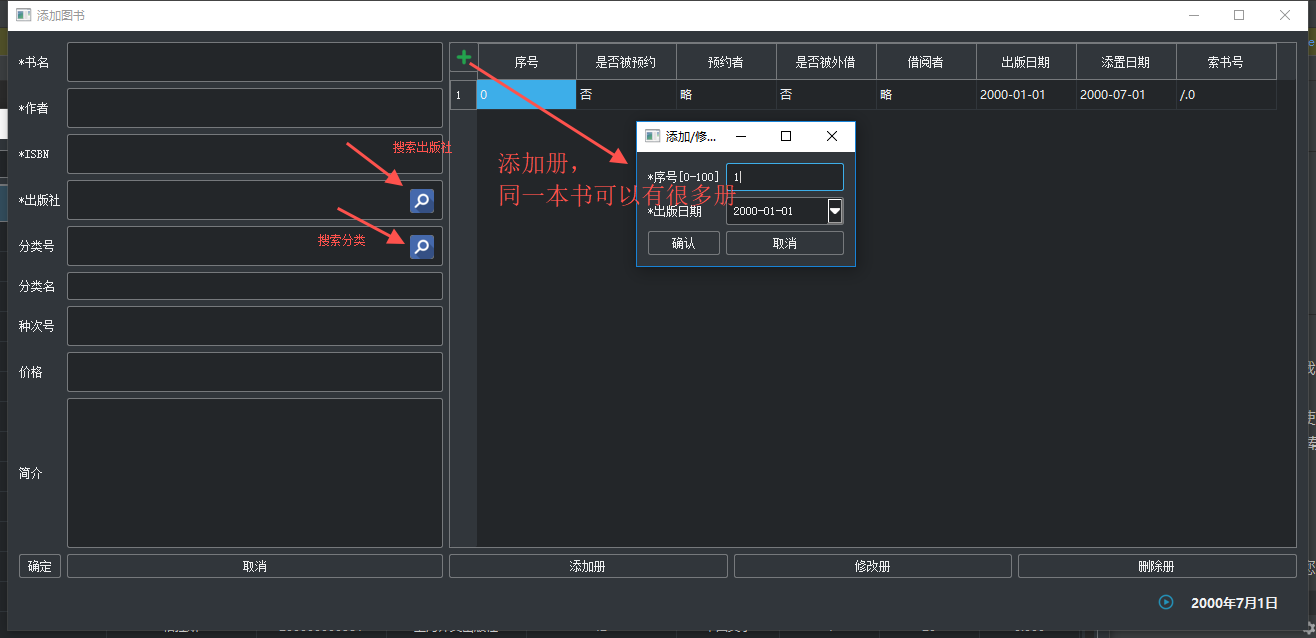 添加图书
*书名
*作者
*ISBN
搜索出版社
*出版社
分类号
搜索分类
分类名
种次号
价格
简介
确定 取消
序号 是否被预约 预约者 是否被外借 借阅者 出版日期 添置日期 索书号
1 0 否 略 否 略 2000-01-01 2000-07-01 /.0
添加册，
同一本书可以有很多册
添加/修...
*序号[0-100] 1
*出版日期 2000-01-01
确认 取消
添加册 修改册 删除册
2000年7月1日